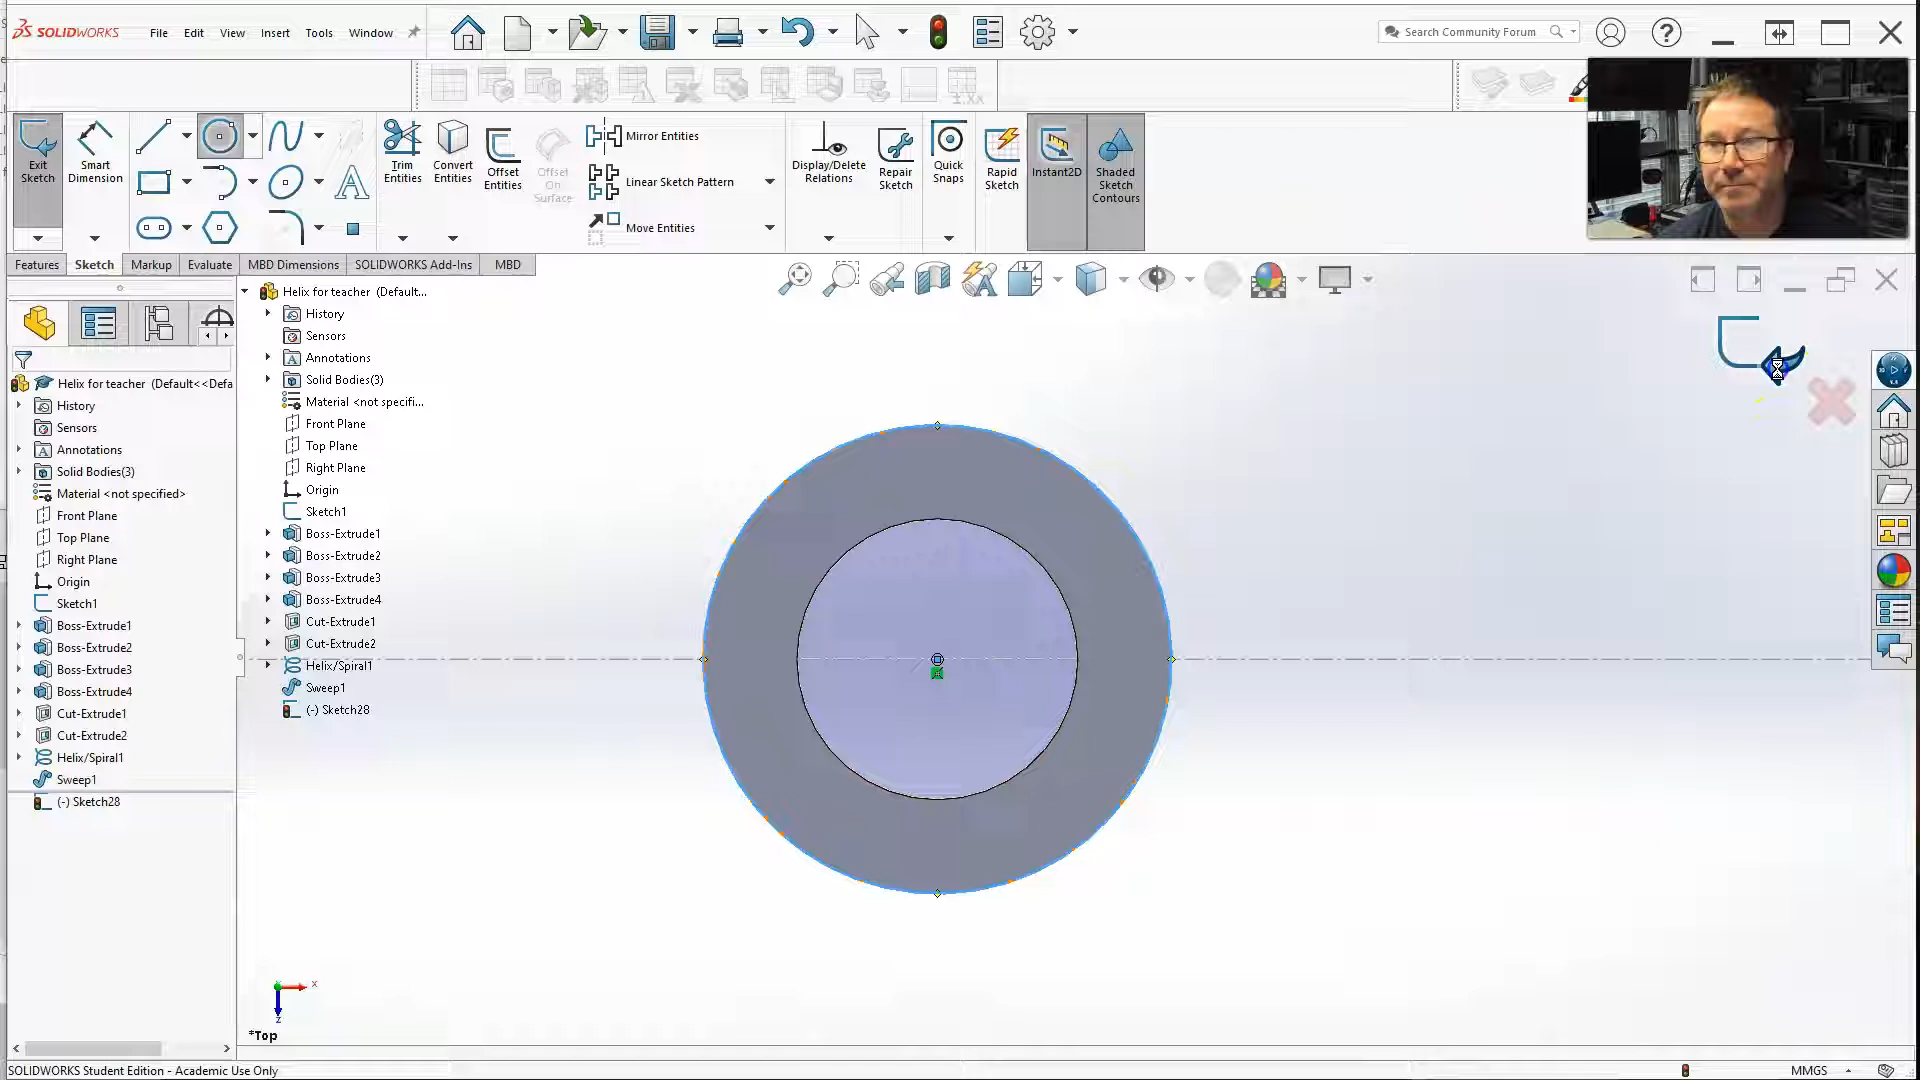 SOLIDWORKS File Edit View Insert Tools Window Search Community Forum
Exit Sketch
Smart Dimension
Trim Entities
Convert Entities
Offset Entities
Offset On Surface
Mirror Entities
Linear Sketch Pattern
Move Entities
Display/Delete Relations
Repair Sketch
Quick Snaps
Rapid Sketch
Instant2D
Shaded Sketch Contours
Features Sketch Markup Evaluate MBD Dimensions SOLIDWORKS Add-Ins MBD
Helix for teacher (Default<<Defa
History
Sensors
Annotations
Solid Bodies(3)
Material <not specified>
Front Plane
Top Plane
Right Plane
Origin
Sketch1
Boss-Extrude1
Boss-Extrude2
Boss-Extrude3
Boss-Extrude4
Cut-Extrude1
Cut-Extrude2
Helix/Spiral1
Sweep1
(-) Sketch28
Helix for teacher (Default...
History
Sensors
Annotations
Solid Bodies(3)
Material <not specifi...
Front Plane
Top Plane
Right Plane
Origin
Sketch1
Boss-Extrude1
Boss-Extrude2
Boss-Extrude3
Boss-Extrude4
Cut-Extrude1
Cut-Extrude2
Helix/Spiral1
Sweep1
(-) Sketch28
x
z
*Top
SOLIDWORKS Student Edition - Academic Use Only
MMGS